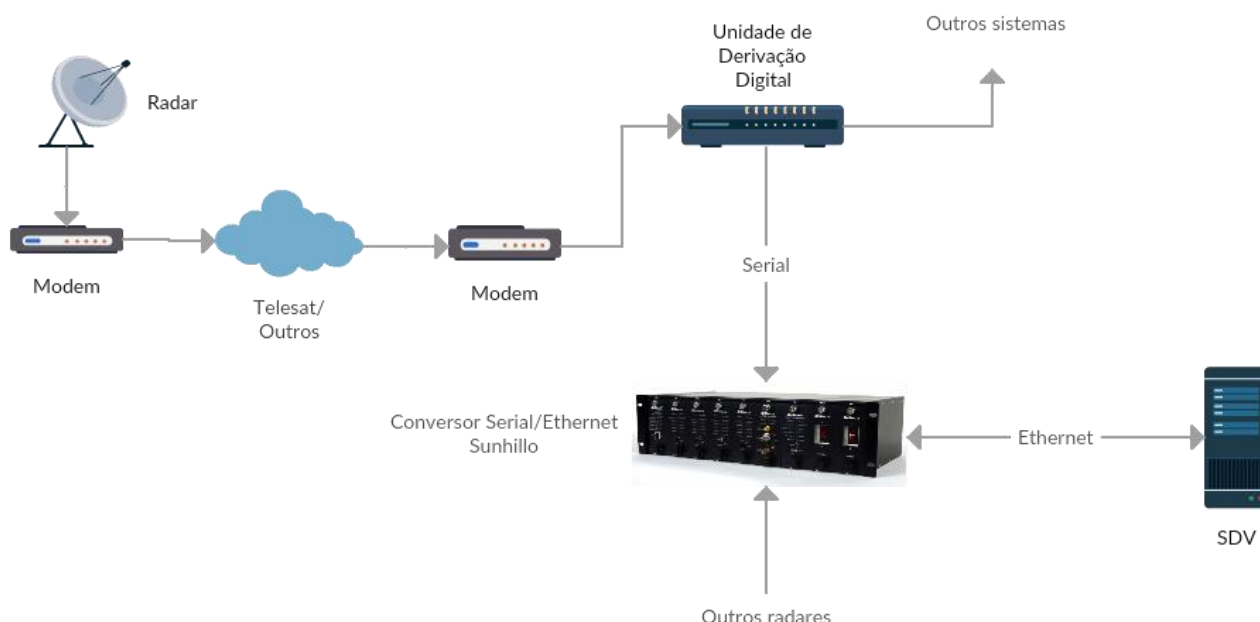 Outros sistemas
Unidade de
Derivação
Digital
Radar
Modem
Telesat/
Outros
Modem
Serial
Conversor Serial/Ethernet
Sunhillo
Ethernet
SDV
Outros radares